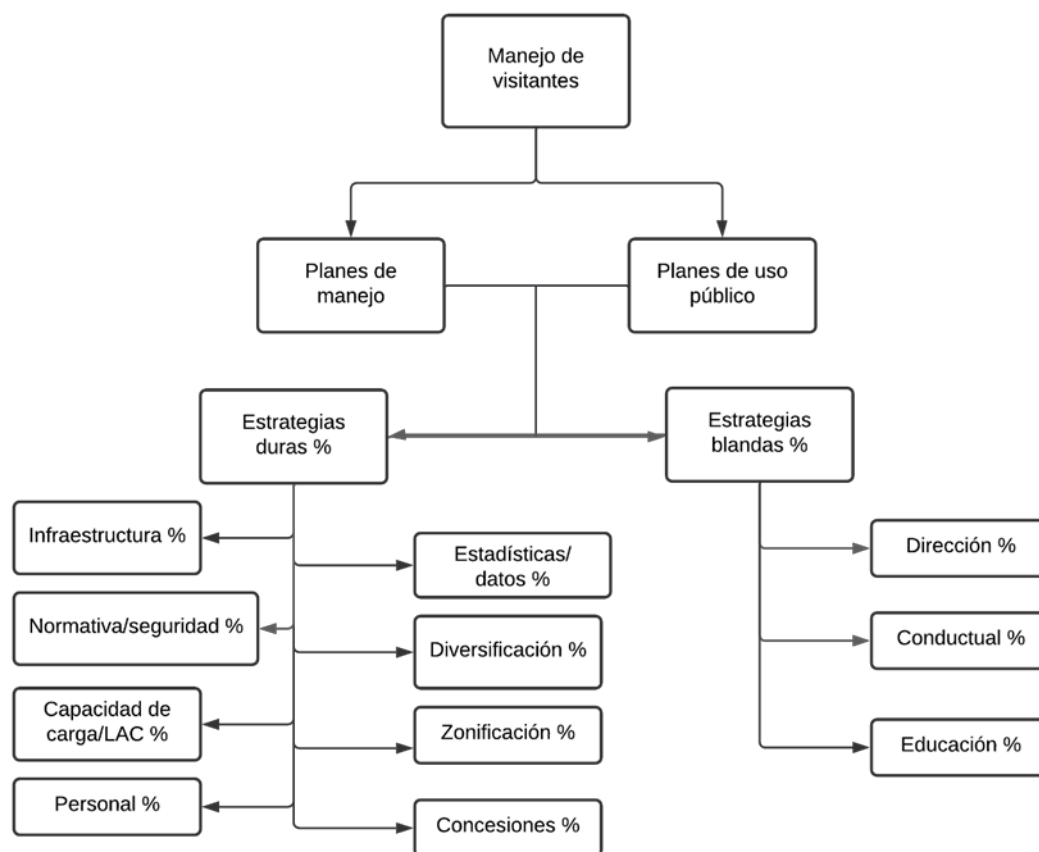 Manejo de
visitantes
Planes de
manejo
Planes de uso
público
Estrategias
duras %
Estrategias
blandas %
Infraestructura %
Normativa/seguridad %
Capacidad de
carga/LAC %
Personal %
Estadísticas/
datos %
Diversificación %
Zonificación %
Concesiones %
Dirección %
Conductual %
Educación %